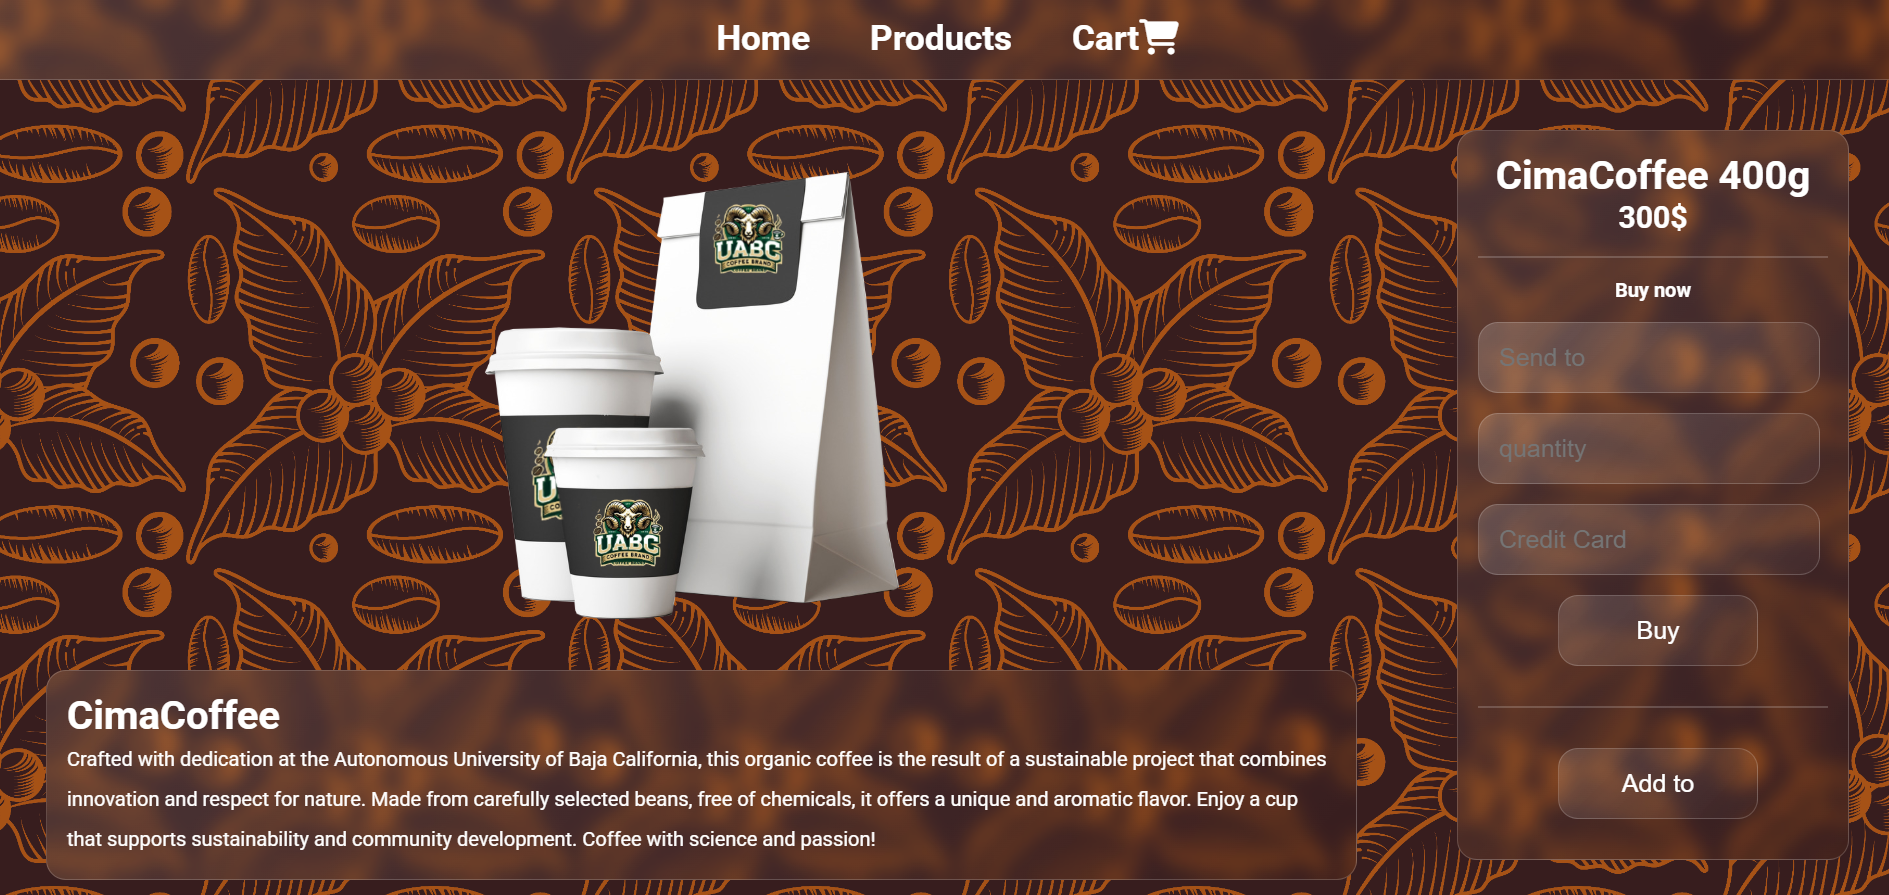 Home Products Cart
CimaCoffee 400g
300$
Buy now
Send to
quantity
Credit Card
Buy
Add to
UABC
COFFEE BRAND
UABC
COFFEE BRAND
CimaCoffee
Crafted with dedication at the Autonomous University of Baja California, this organic coffee is the result of a sustainable project that combines
innovation and respect for nature. Made from carefully selected beans, free of chemicals, it offers a unique and aromatic flavor. Enjoy a cup
that supports sustainability and community development. Coffee with science and passion!